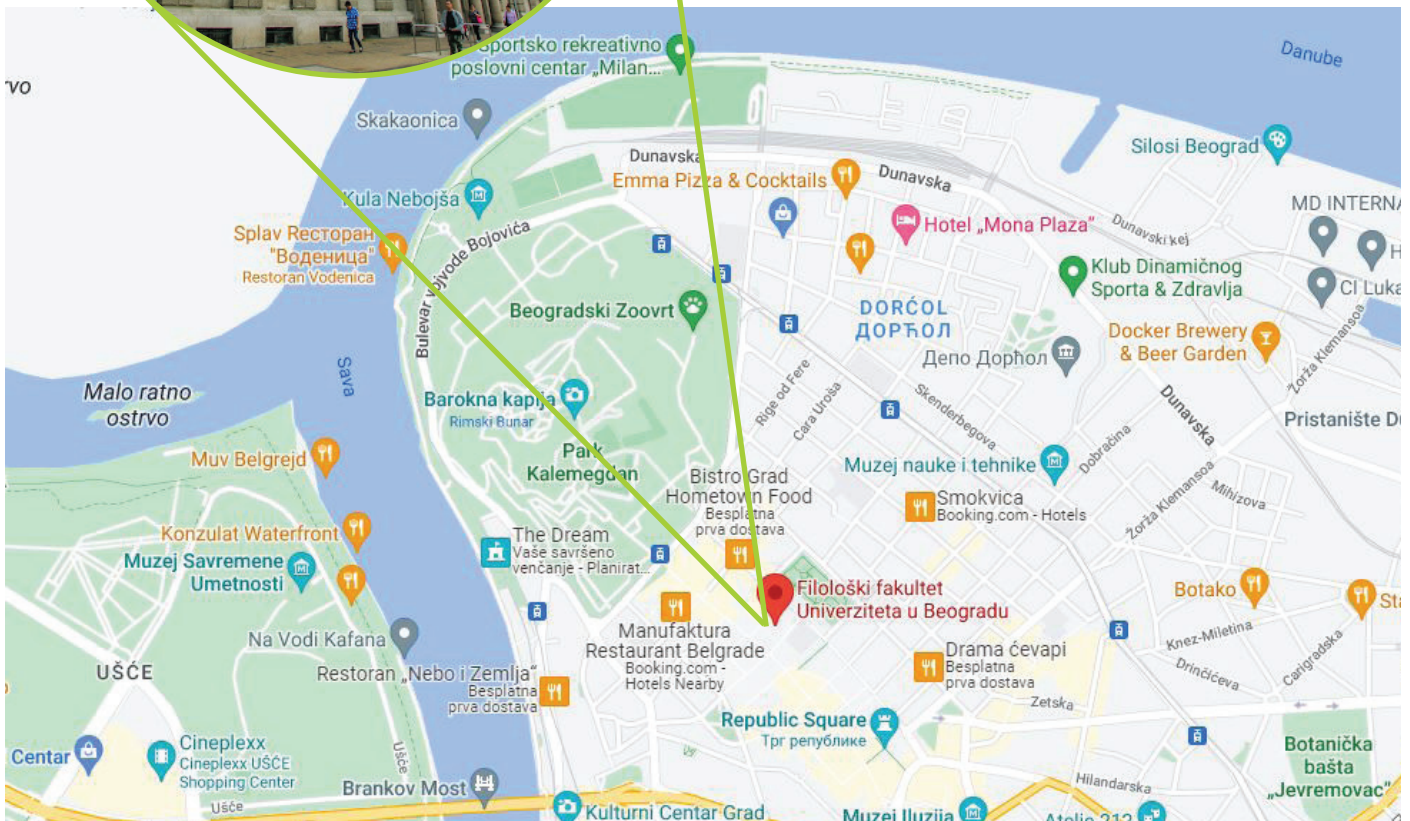 Danube
Sportsko rekreativno
poslovni centar „Milan...
Skakaonica
Silosi Beograd
Dunavska
Emma Pizza & Cocktails
Dunavska
Kula Nebojša
MD INTERNA
Hotel „Mona Plaza"
Dunavski kej
Splav Ресторан
"Воденица"
Restoran Vodenica
Bulevar vojvode Bojovića
Klub Dinamičnog
Sporta & Zdravlja
CI Luka
Beogradski Zoovrt
DORĆOL
ДОРЋОЛ
Docker Brewery
& Beer Garden
Депо Дорћол
Žorža Klemansoa
Sava
Malo ratno
ostrvo
Barokna kapija
Rimski Bunar
Rige od Fere
Cara Uroša
Skenderbegova
Dunavska
Pristanište Du
Park
Kalemegdan
Muv Belgrejd
Bistro Grad
Hometown Food
Besplatna
prva dostava
Muzej nauke i tehnike
Dobračina
Mihizova
Smokvica
Booking.com - Hotels
Žorža Klemansoa
Konzulat Waterfront
The Dream
Vaše savršeno
venčanje - Planirat...
Muzej Savremene
Umetnosti
Filološki fakultet
Univerziteta u Beogradu
Botako
Sta
Na Vodi Kafana
Manufaktura
Restaurant Belgrade
Booking.com -
Hotels Nearby
Knez-Miletina
Drama ćevapi
Besplatna
prva dostava
Drinčićeva
Carigradska
UŠĆE
Restoran „Nebo i Zemlja"
Besplatna
prva dostava
Zetska
Republic Square
Трг републике
Centar
Cineplexx
Cineplexx UŠĆE
Shopping Center
Ušće
Botanička
bašta
„Jevremovac"
Brankov Most
Hilandarska
Ušće
Kulturni Centar Grad
Muzej Iluzija
Atelje 212